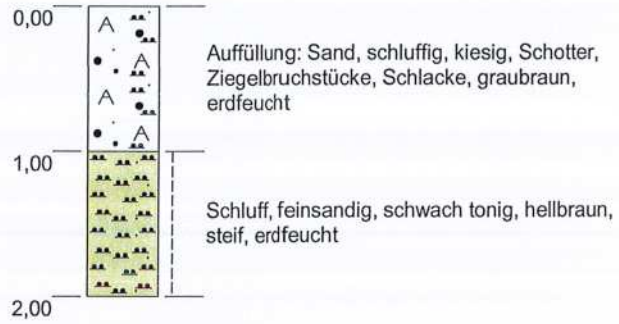 0,00
Auffüllung: Sand, schluffig, kiesig, Schotter,
Ziegelbruchstücke, Schlacke, graubraun,
erdfeucht
1,00
Schluff, feinsandig, schwach tonig, hellbraun,
steif, erdfeucht
2,00